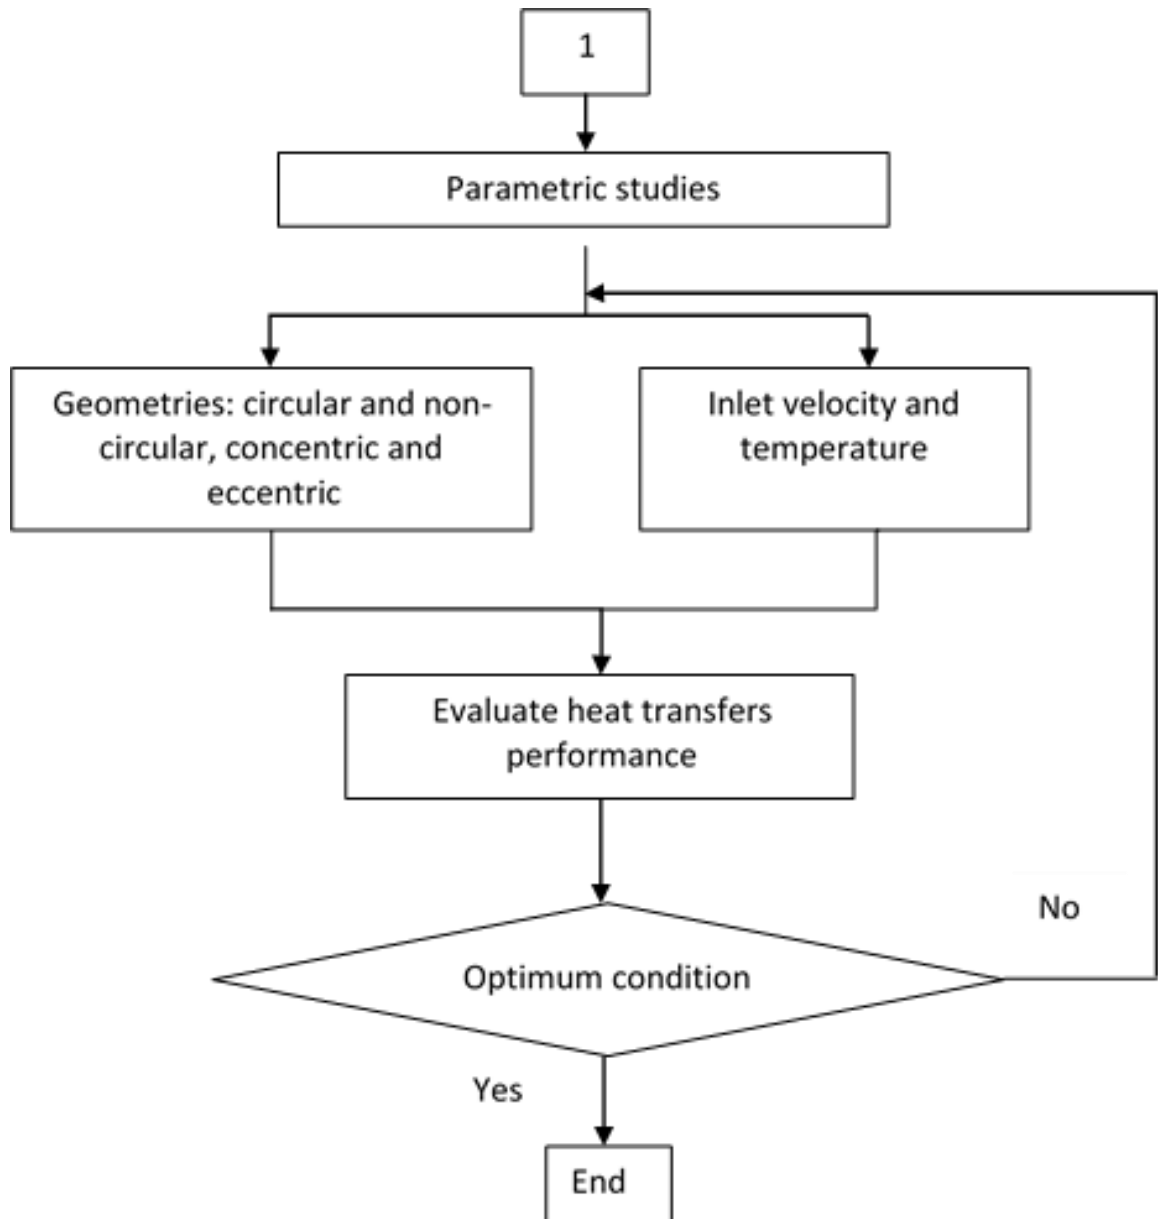 1
Parametric studies
Geometries: circular and non-
circular, concentric and
eccentric
Inlet velocity and
temperature
Evaluate heat transfers
performance
No
Optimum condition
Yes
End